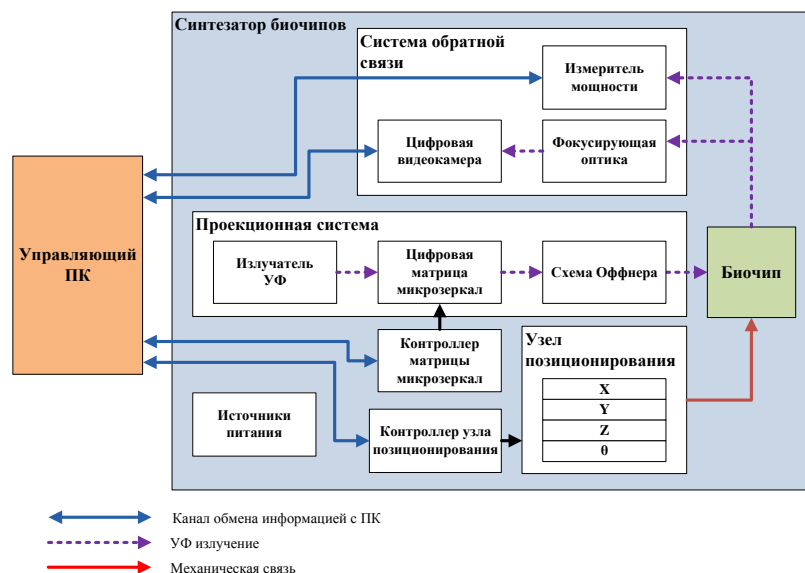 Синтезатор биочипов
Система обратной
связи
Измеритель
мощности
Цифровая
видеокамера
Фокусирующая
оптика
Управляющий
ПК
Проекционная система
Излучатель
УФ
Цифровая
матрица
микрозеркал
Схема Оффнера
Биочип
Контроллер
матрицы
микрозеркал
Узел
позиционирования
X
Y
Z
θ
Источники
питания
Контроллер узла
позиционирования
Канал обмена информацией с ПК
УФ излучение
Механическая связь